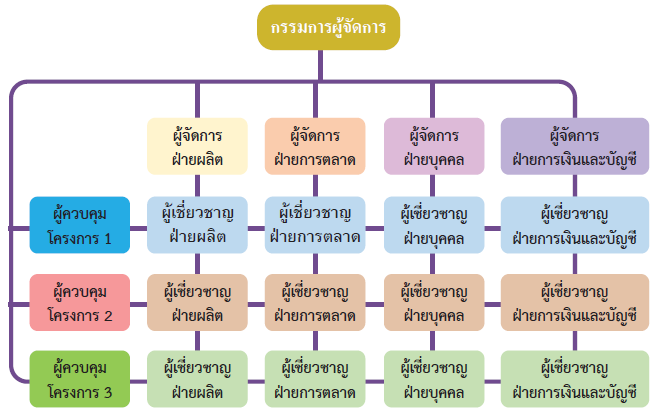 กรรมการผู้จัดการ
ผู้จัดการ
ฝ่ายผลิต
ผู้จัดการ
ฝ่ายการตลาด
ผู้จัดการ
ฝ่ายบุคคล
ผู้จัดการ
ฝ่ายการเงินและบัญชี
ผู้ควบคุม
โครงการ 1
ผู้เชี่ยวชาญ
ฝ่ายผลิต
ผู้เชี่ยวชาญ
ฝ่ายการตลาด
ผู้เชี่ยวชาญ
ฝ่ายบุคคล
ผู้เชี่ยวชาญ
ฝ่ายการเงินและบัญชี
ผู้ควบคุม
โครงการ 2
ผู้เชี่ยวชาญ
ฝ่ายผลิต
ผู้เชี่ยวชาญ
ฝ่ายการตลาด
ผู้เชี่ยวชาญ
ฝ่ายบุคคล
ผู้เชี่ยวชาญ
ฝ่ายการเงินและบัญชี
ผู้ควบคุม
โครงการ 3
ผู้เชี่ยวชาญ
ฝ่ายผลิต
ผู้เชี่ยวชาญ
ฝ่ายการตลาด
ผู้เชี่ยวชาญ
ฝ่ายบุคคล
ผู้เชี่ยวชาญ
ฝ่ายการเงินและบัญชี